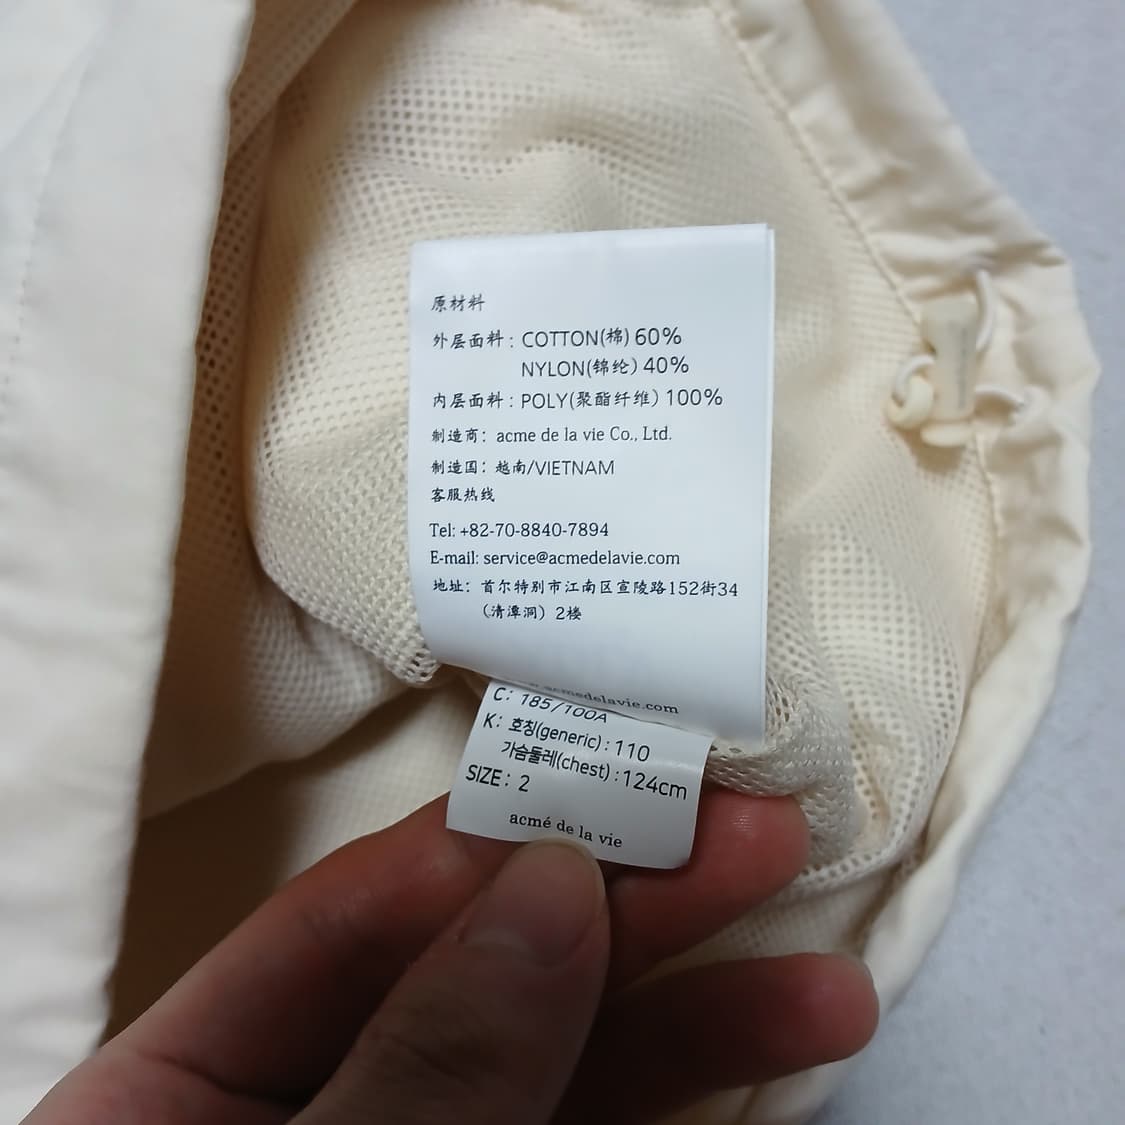 原材料
外层面料 : COTTON(棉) 60%
NYLON(锦纶) 40%
内层面料 : POLY(聚酯纤维) 100%
制造商: acme de la vie Co., Ltd.
制造国: 越南/VIETNAM
客服热线
Tel: +82-70-8840-7894
E-mail: service@acmedelavie.com
地址: 首尔特别市江南区宣陵路152街34
(清潭洞) 2楼
acmedelavie.com
C: 185/100A
K: 호칭(generic) : 110
가슴둘레(chest) : 124cm
SIZE: 2
acmé de la vie